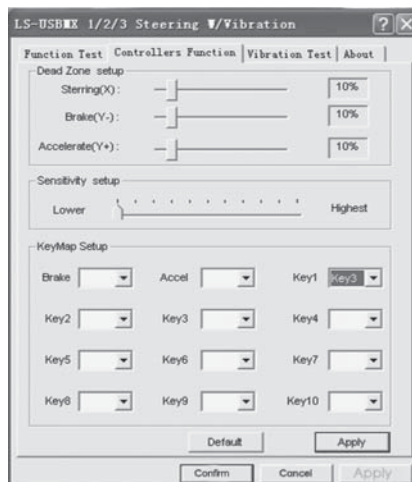 LS-USBMX 1/2/3 Steering W/Vibration
Function Test Controllers Function Vibration Test About
Dead Zone setup
Sterring(X): 10%
Brake(Y-): 10%
Accelerate(Y+): 10%
Sensitivity setup
Lower Highest
KeyMap Setup
Brake Accel Key1 Key3
Key2 Key3 Key4
Key5 Key6 Key7
Key8 Key9 Key10
Default Apply
Confirm Cancel Apply